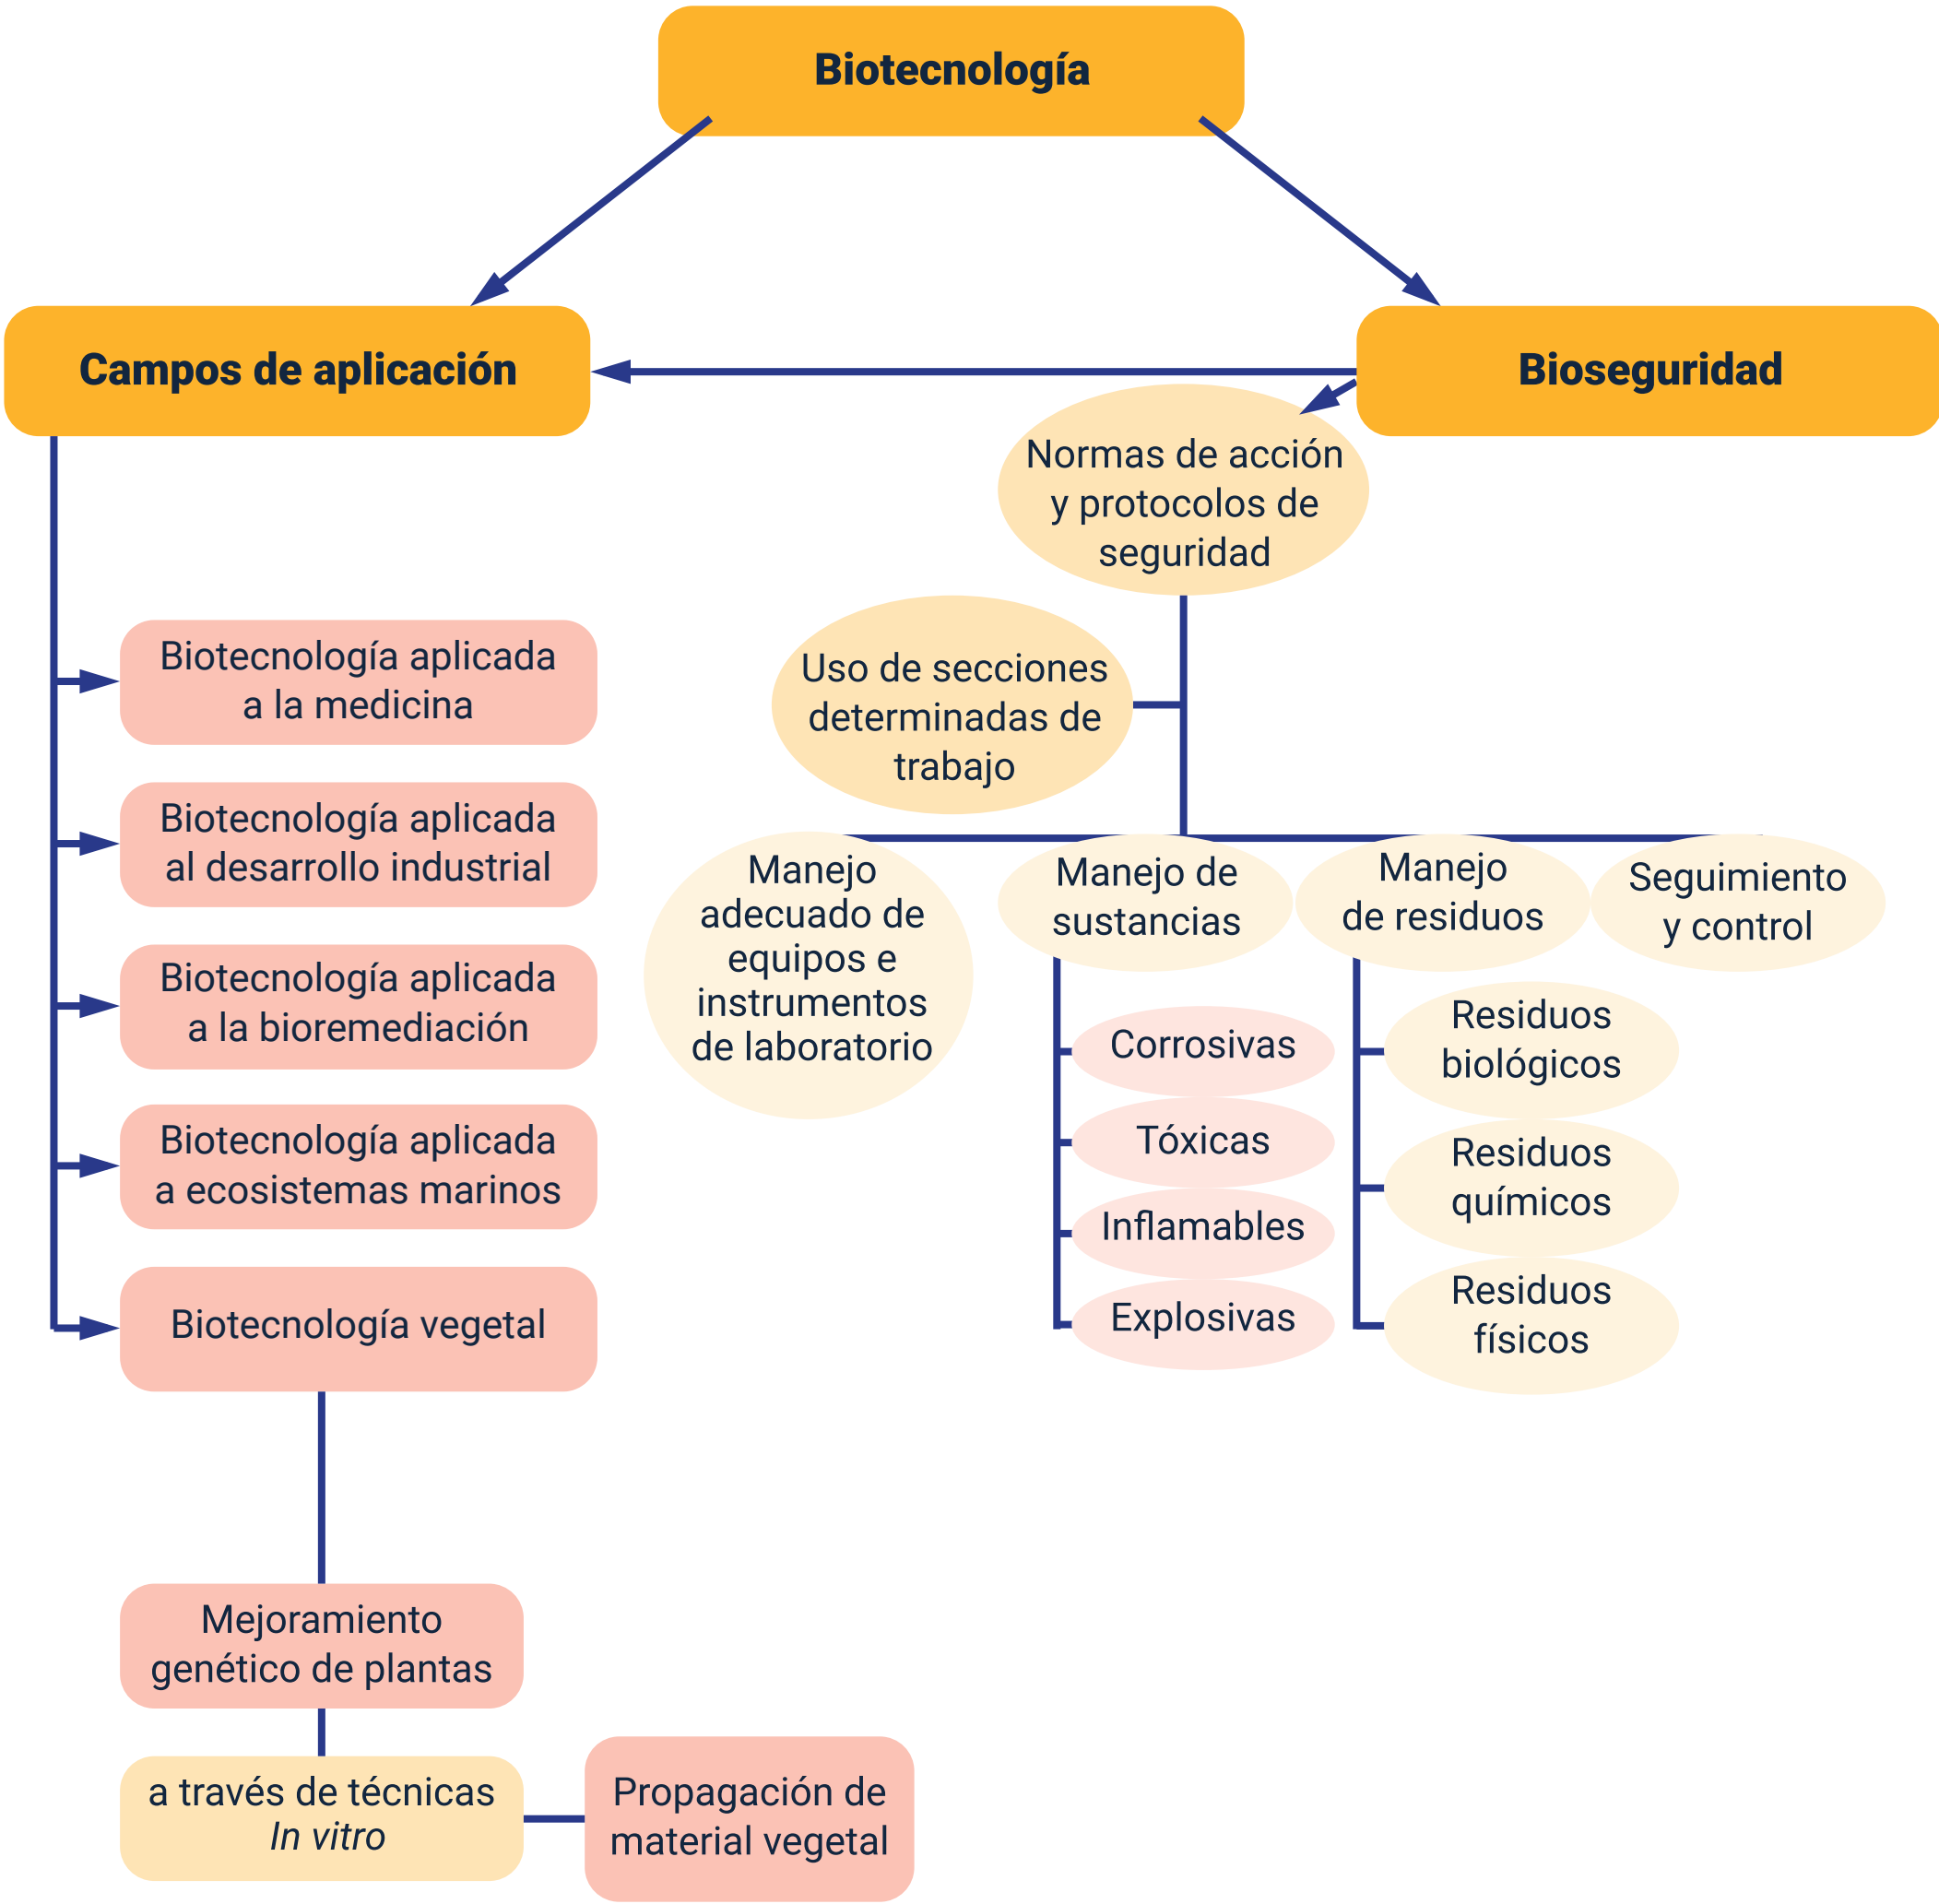 Biotecnología
Campos de aplicación
Bioseguridad
Normas de acción
y protocolos de
seguridad
Uso de secciones
determinadas de
trabajo
Biotecnología aplicada
a la medicina
Biotecnología aplicada
al desarrollo industrial
Biotecnología aplicada
a la bioremediación
Biotecnología aplicada
a ecosistemas marinos
Biotecnología vegetal
Manejo
adecuado de
equipos e
instrumentos
de laboratorio
Manejo de
sustancias
Manejo
de residuos
Seguimiento
y control
Corrosivas
Tóxicas
Inflamables
Explosivas
Residuos
biológicos
Residuos
químicos
Residuos
físicos
Mejoramiento
genético de plantas
a través de técnicas
In vitro
Propagación de
material vegetal